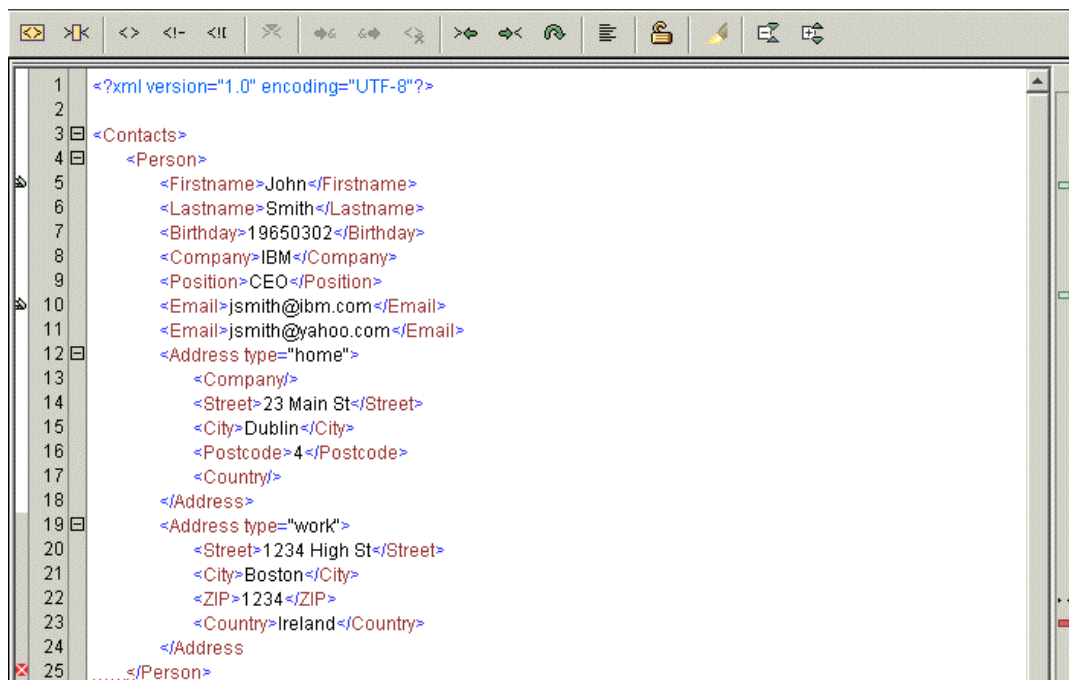 1 <?xml version="1.0" encoding="UTF-8"?>
2
3 <Contacts>
4 <Person>
5 <Firstname>John</Firstname>
6 <Lastname>Smith</Lastname>
7 <Birthday>19650302</Birthday>
8 <Company>IBM</Company>
9 <Position>CEO</Position>
10 <Email>jsmith@ibm.com</Email>
11 <Email>jsmith@yahoo.com</Email>
12 <Address type="home">
13 <Company/>
14 <Street>23 Main St</Street>
15 <City>Dublin</City>
16 <Postcode>4</Postcode>
17 <Country/>
18 </Address>
19 <Address type="work">
20 <Street>1234 High St</Street>
21 <City>Boston</City>
22 <ZIP>1234</ZIP>
23 <Country>Ireland</Country>
24 </Address
25 </Person>